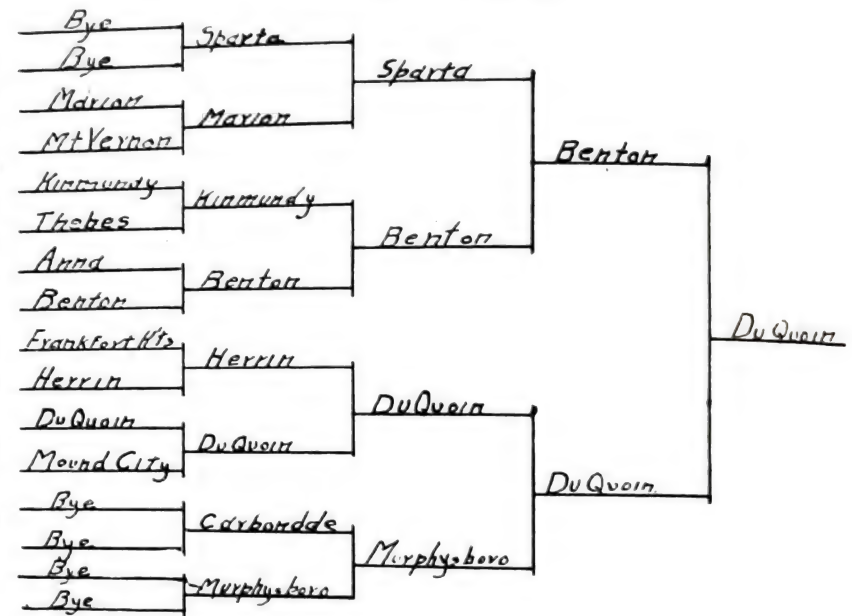 Bye
Bye
Marion
Mt Vernon
Kinmundy
Thebes
Anna
Benton
Frankfort H'ts
Herrin
DuQuoin
Mound City
Bye
Bye
Bye
Bye
Sparta
Marion
Kinmundy
Benton
Herrin
DuQuoin
Carbondale
Murphysboro
Sparta
Benton
DuQuoin
Murphysboro
Benton
DuQuoin
DuQuoin